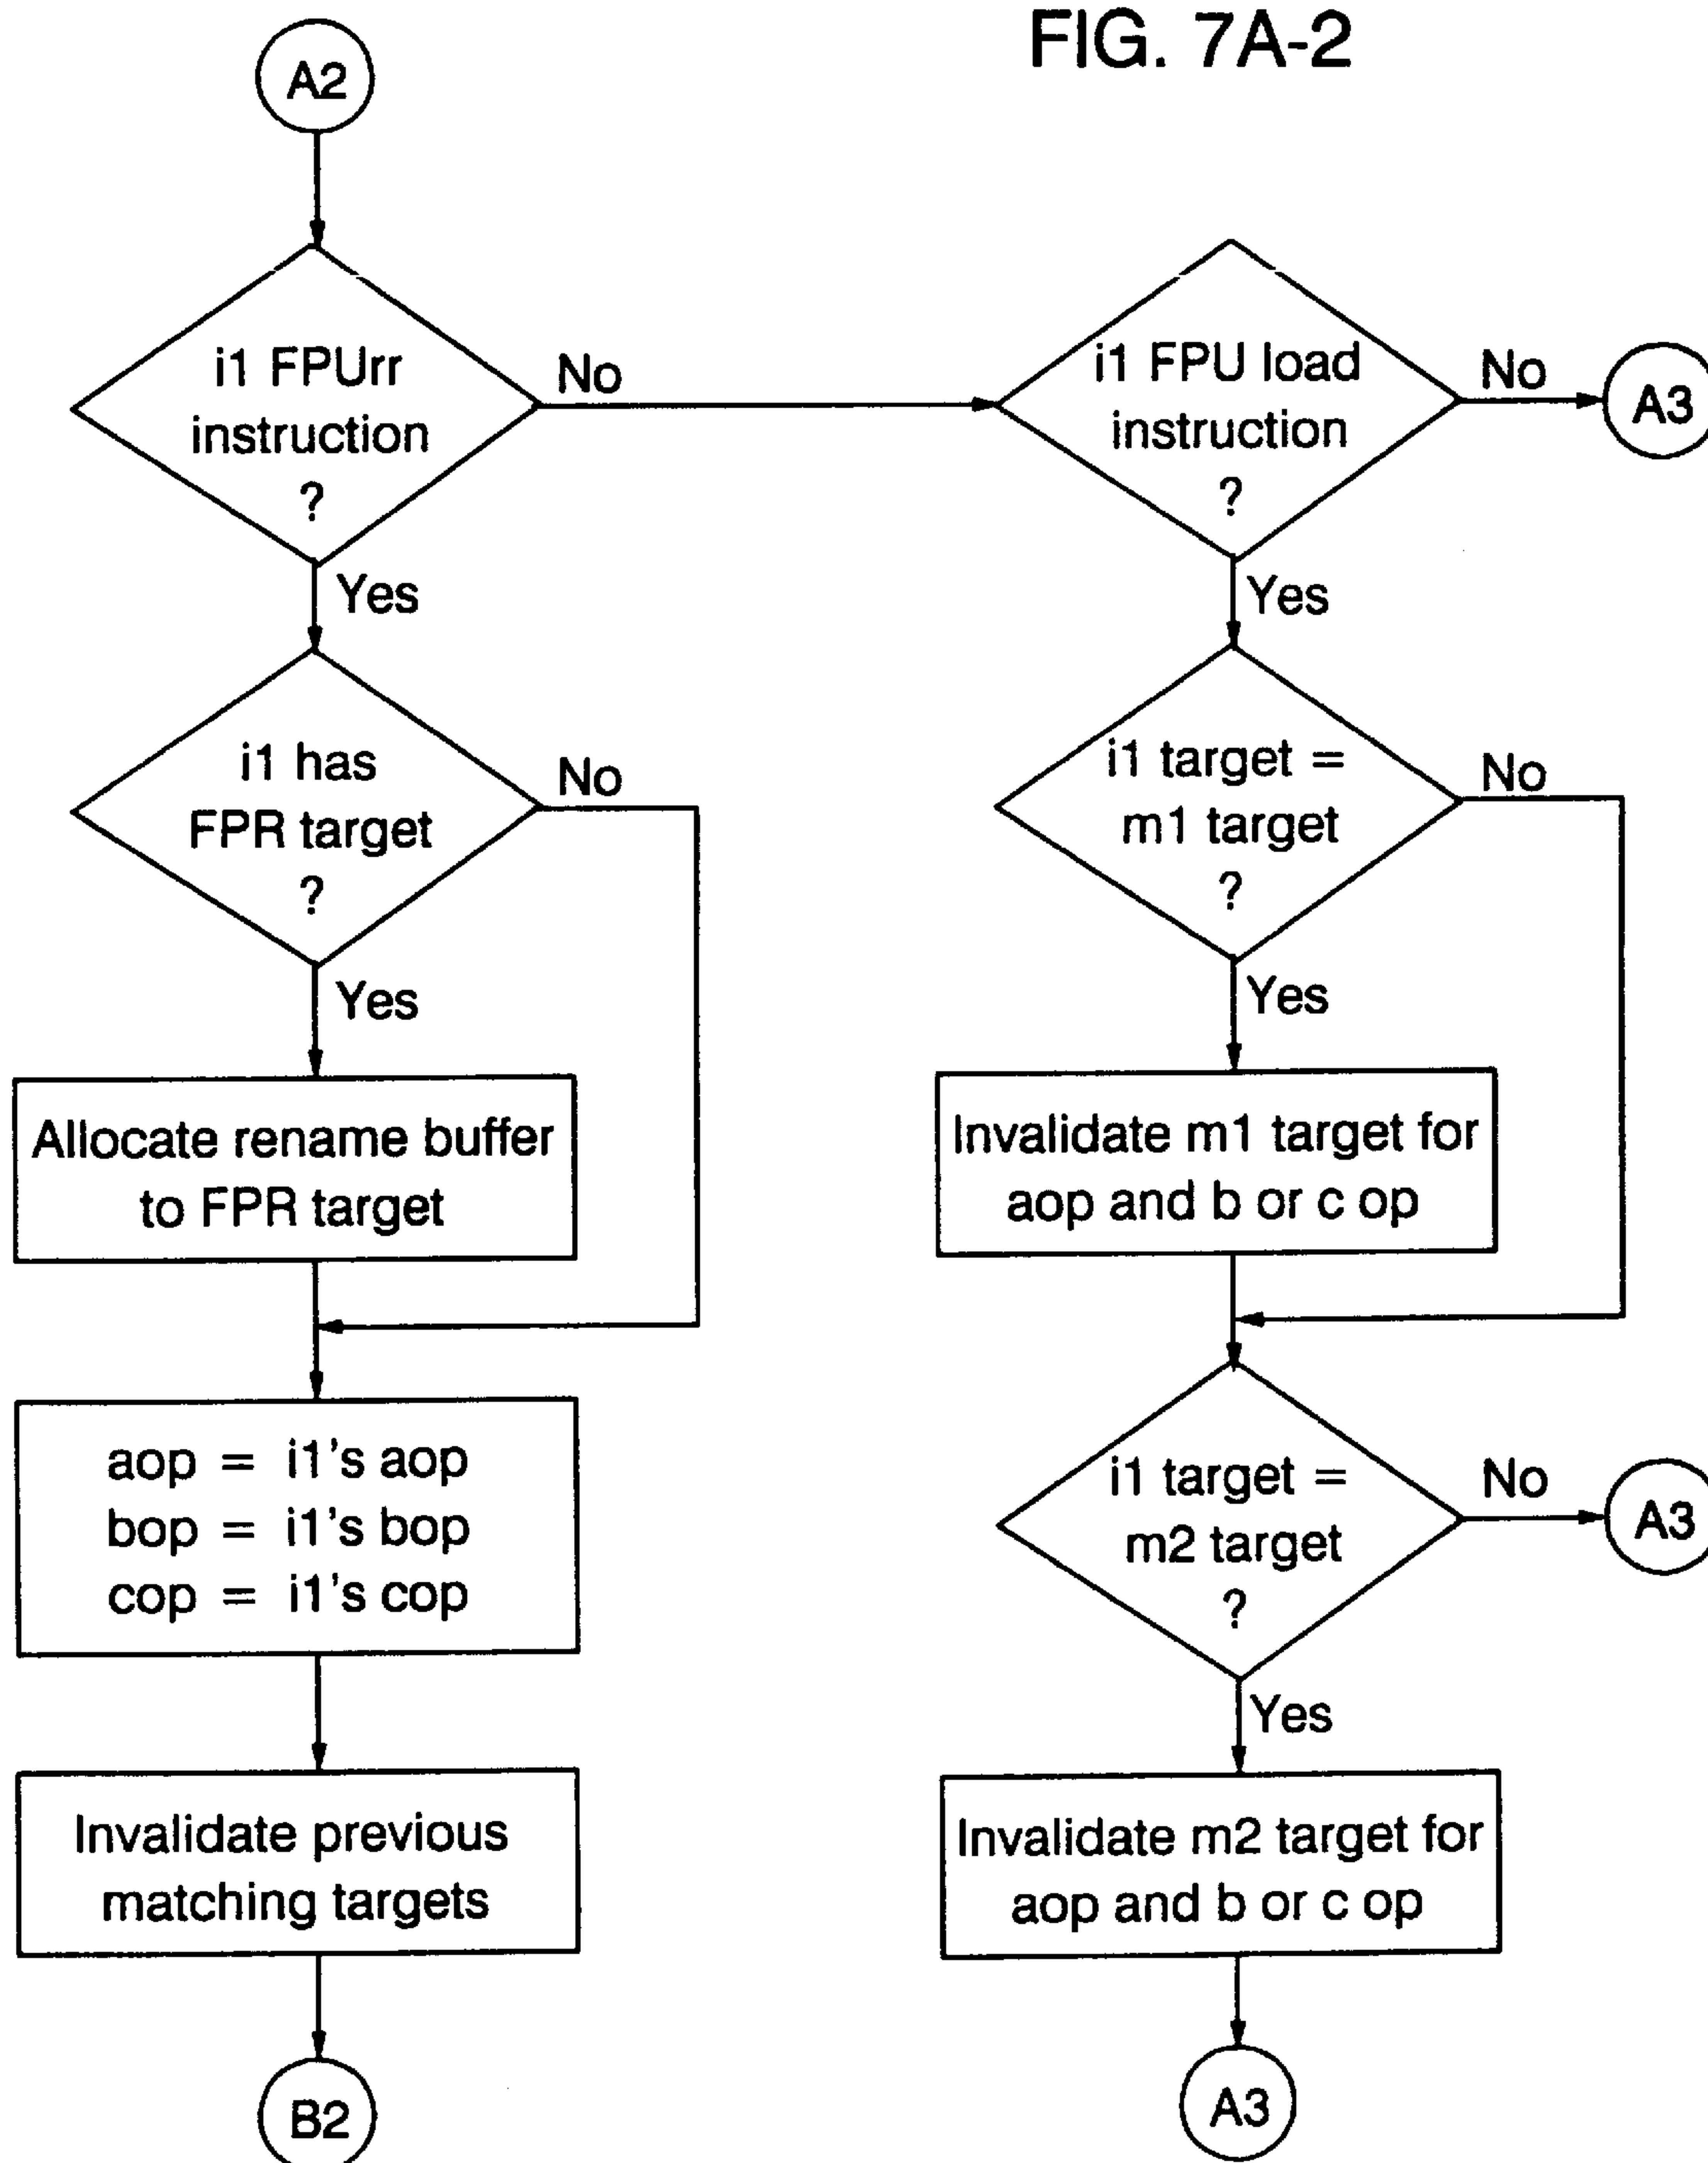 FIG. 7A-2
A2
i1 FPUrr
instruction
?
No
Yes
i1 FPU load
instruction
?
No
A3
Yes
i1 has
FPR target
?
No
Yes
i1 target =
m1 target
?
No
Yes
Allocate rename buffer
to FPR target
Invalidate m1 target for
aop and b or c op
aop = i1's aop
bop = i1's bop
cop = i1's cop
i1 target =
m2 target
?
No
A3
Yes
Invalidate previous
matching targets
Invalidate m2 target for
aop and b or c op
B2
A3